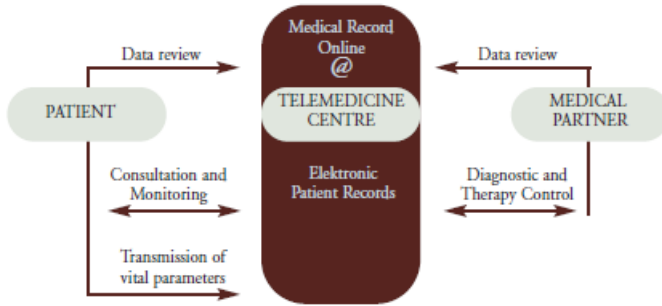 Medical Record
Online
@
Data review
Data review
PATIENT
TELEMEDICINE
CENTRE
MEDICAL
PARTNER
Consultation and
Monitoring
Elektronic
Patient Records
Diagnostic and
Therapy Control
Transmission of
vital parameters